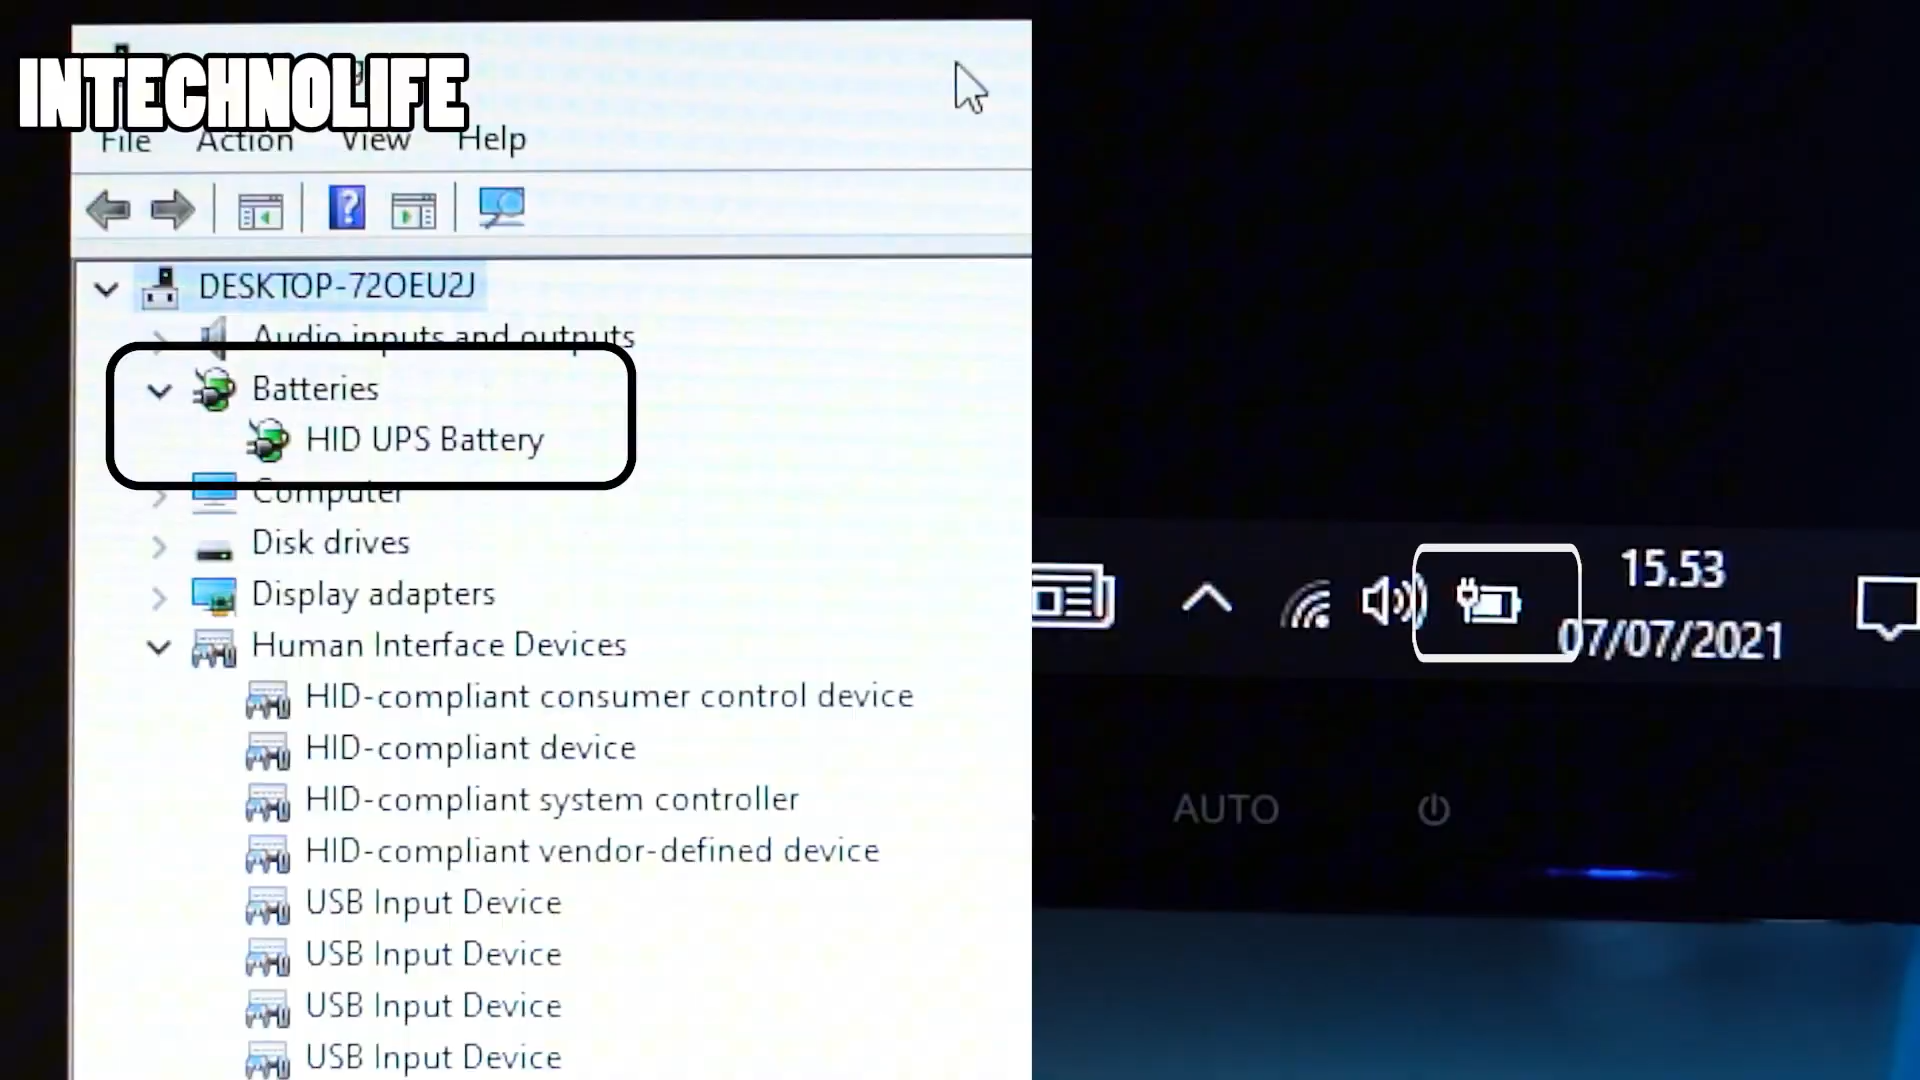 INTECHNOLIFE
File Action View Help
DESKTOP-72OEU2J
Audio inputs and outputs
Batteries
HID UPS Battery
Computer
Disk drives
Display adapters
Human Interface Devices
HID-compliant consumer control device
HID-compliant device
HID-compliant system controller
HID-compliant vendor-defined device
USB Input Device
USB Input Device
USB Input Device
USB Input Device
15.53
07/07/2021
AUTO